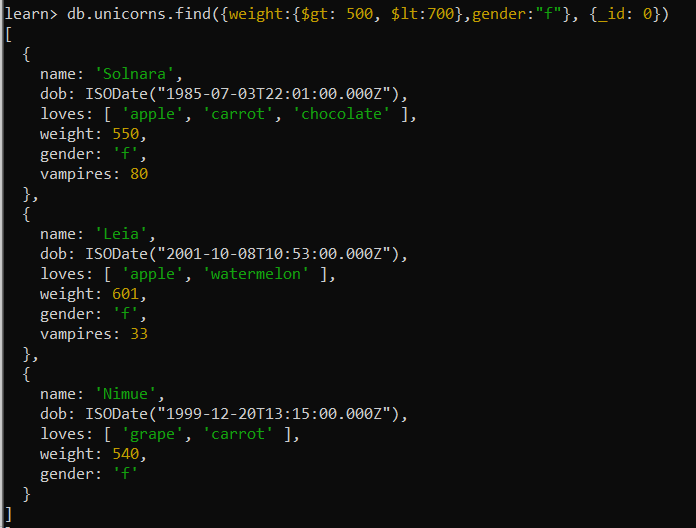 learn> db.unicorns.find({weight:{$gt: 500, $lt:700},gender:"f"}, {_id: 0})
[
  {
    name: 'Solnara',
    dob: ISODate("1985-07-03T22:01:00.000Z"),
    loves: [ 'apple', 'carrot', 'chocolate' ],
    weight: 550,
    gender: 'f',
    vampires: 80
  },
  {
    name: 'Leia',
    dob: ISODate("2001-10-08T10:53:00.000Z"),
    loves: [ 'apple', 'watermelon' ],
    weight: 601,
    gender: 'f',
    vampires: 33
  },
  {
    name: 'Nimue',
    dob: ISODate("1999-12-20T13:15:00.000Z"),
    loves: [ 'grape', 'carrot' ],
    weight: 540,
    gender: 'f'
  }
]